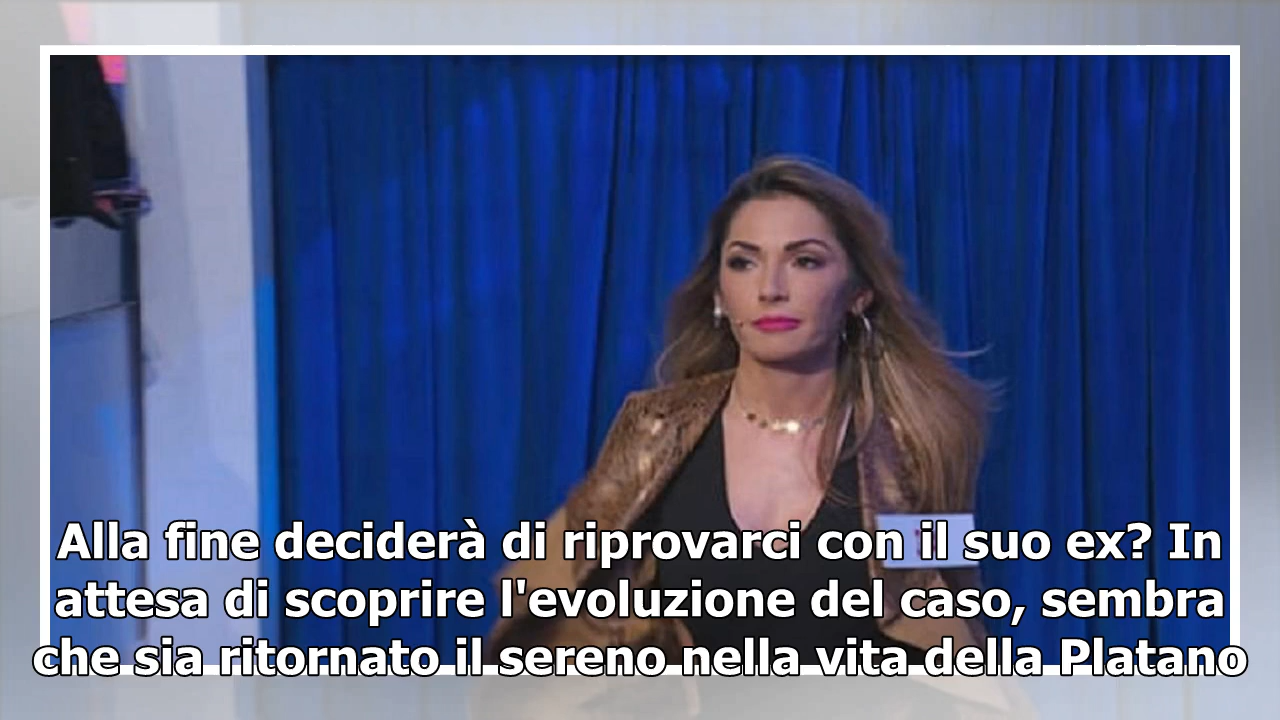 Alla fine deciderà di riprovarci con il suo ex? In
attesa di scoprire l'evoluzione del caso, sembra
che sia ritornato il sereno nella vita della Platano